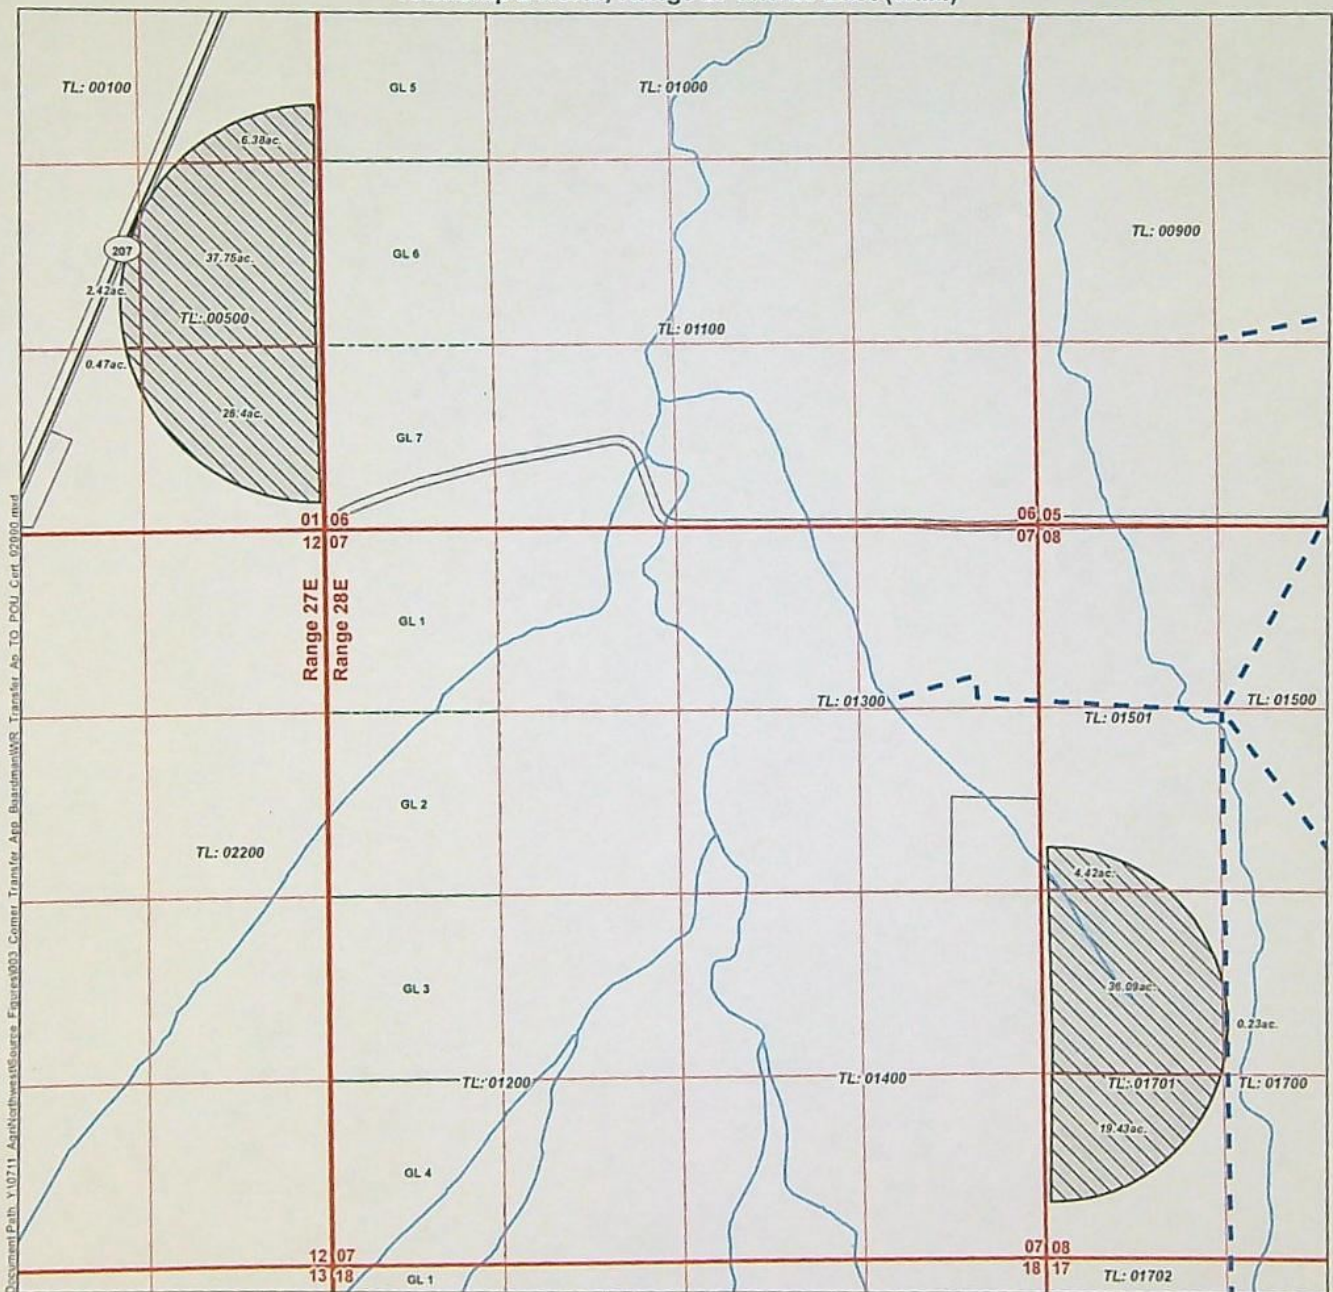 TL: 00100
GL 5
TL: 01000
6.38ac.
TL: 00900
207
37.75ac.
GL 6
2.42ac.
TL: 00500
TL: 01100
0.47ac.
GL 7
01 06
06 05
12 07
07 08
Range 27E
Range 28E
GL 1
TL: 01300
TL: 01500
TL: 01501
GL 2
TL: 02200
4.42ac.
GL 3
36.09ac.
0.23ac.
TL: 01200
TL: 01400
TL: 01701
TL: 01700
19.43ac.
GL 4
12 07
07 08
13 18
18 17
GL 1
TL: 01702